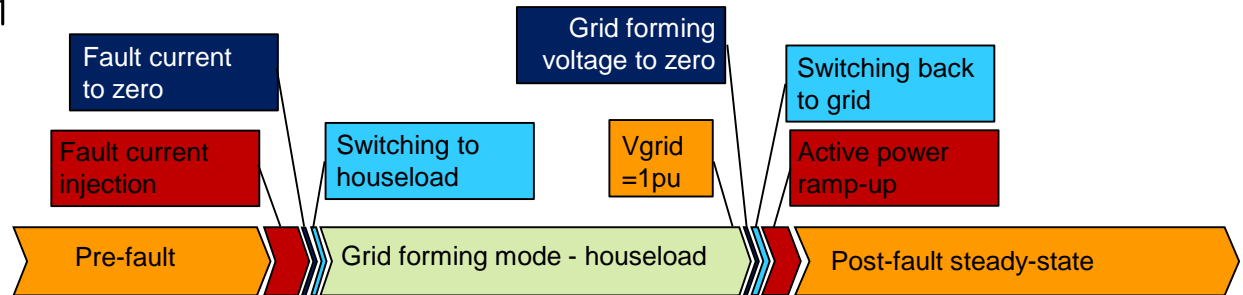 Fault current
to zero
Grid forming
voltage to zero
Switching back
to grid
Fault current
injection
Switching to
houseload
Vgrid
=1pu
Active power
ramp-up
Pre-fault
Grid forming mode - houseload
Post-fault steady-state